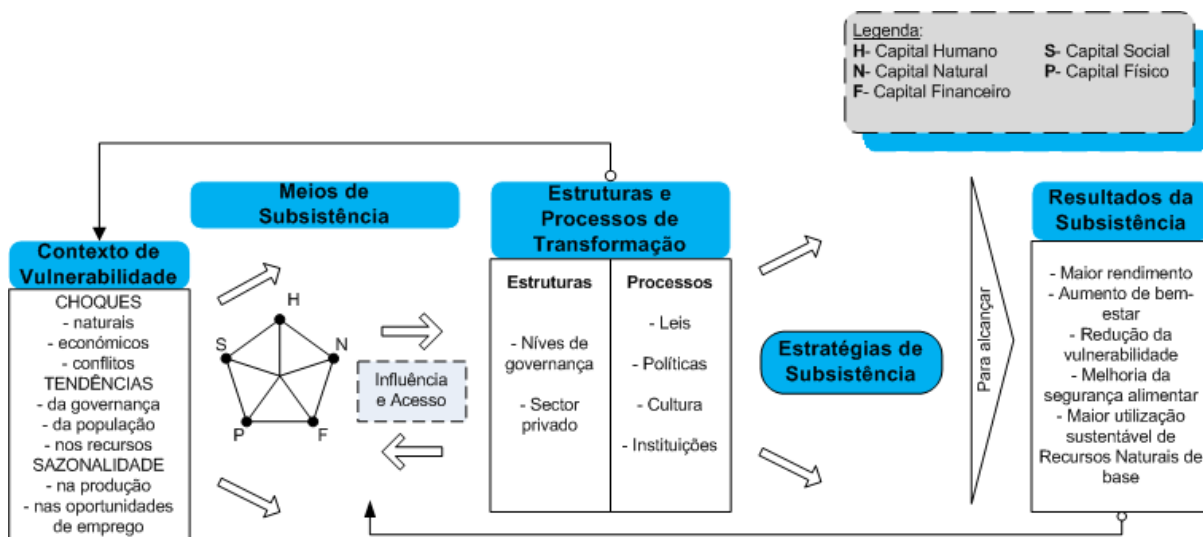 Legenda:
H- Capital Humano
S- Capital Social
N- Capital Natural
P- Capital Físico
F- Capital Financeiro
Contexto de
Vulnerabilidade
CHOQUES
- naturais
- económicos
- conflitos
TENDÊNCIAS
- da governança
- da população
- nos recursos
SAZONALIDADE
- na produção
- nas oportunidades
de emprego
Meios de
Subsistência
H
S
N
P
F
Influência
e Acesso
Estruturas e
Processos de
Transformação
Estruturas
- Níves de
governança
- Sector
privado
Processos
- Leis
- Políticas
- Cultura
- Instituições
Estratégias de
Subsistência
Para alcançar
Resultados da
Subsistência
- Maior rendimento
- Aumento de bem-
estar
- Redução da
vulnerabilidade
- Melhoria da
segurança alimentar
- Maior utilização
sustentável de
Recursos Naturais de
base